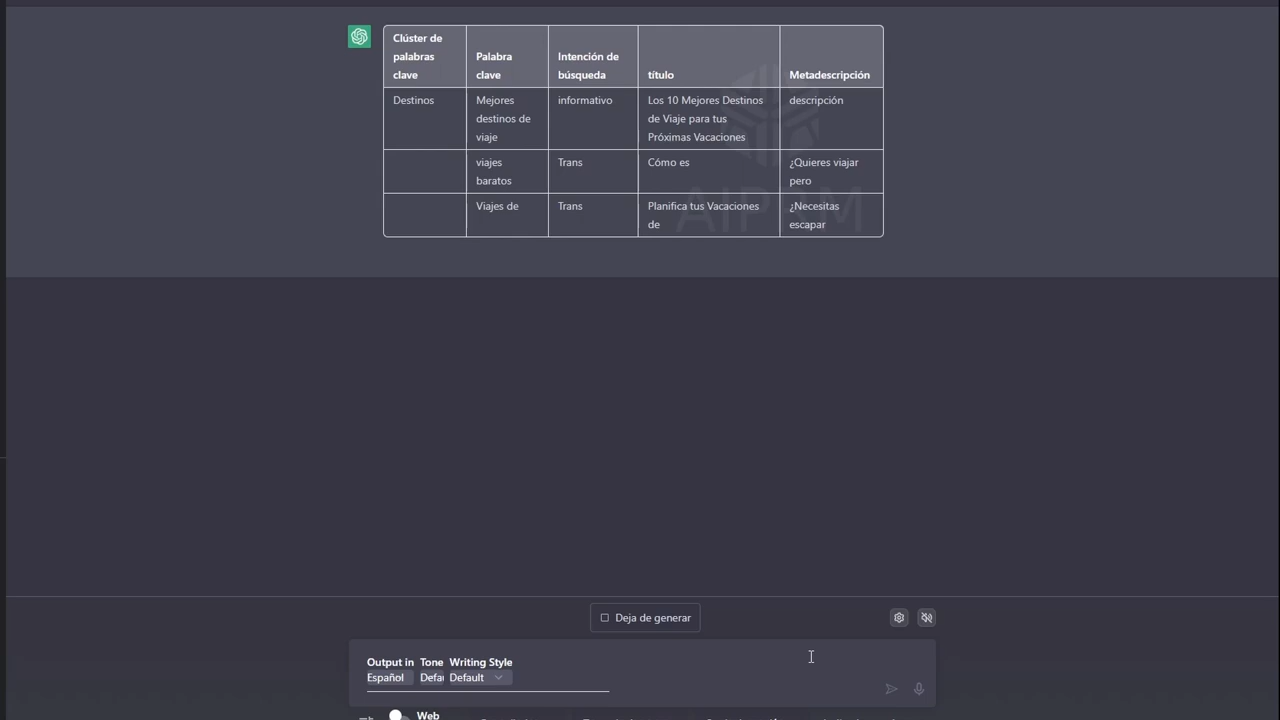 Clúster de palabras clave
Palabra clave
Intención de búsqueda
título
Metadescripción
Destinos
Mejores destinos de viaje
informativo
Los 10 Mejores Destinos de Viaje para tus Próximas Vacaciones
descripción
viajes baratos
Trans
Cómo es
¿Quieres viajar pero
Viajes de
Trans
Planifica tus Vacaciones de
¿Necesitas escapar
AIPRM
Deja de generar
Output in Tone Writing Style
Español Defau Default
Web